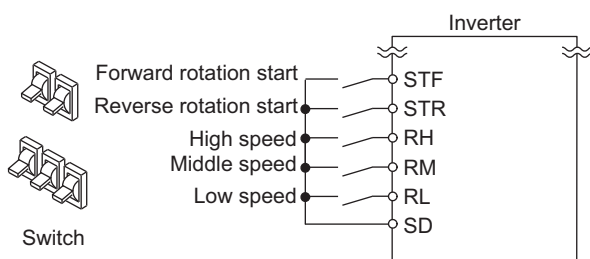 Inverter
Forward rotation start
STF
Reverse rotation start
STR
High speed
RH
Middle speed
RM
Low speed
RL
SD
Switch